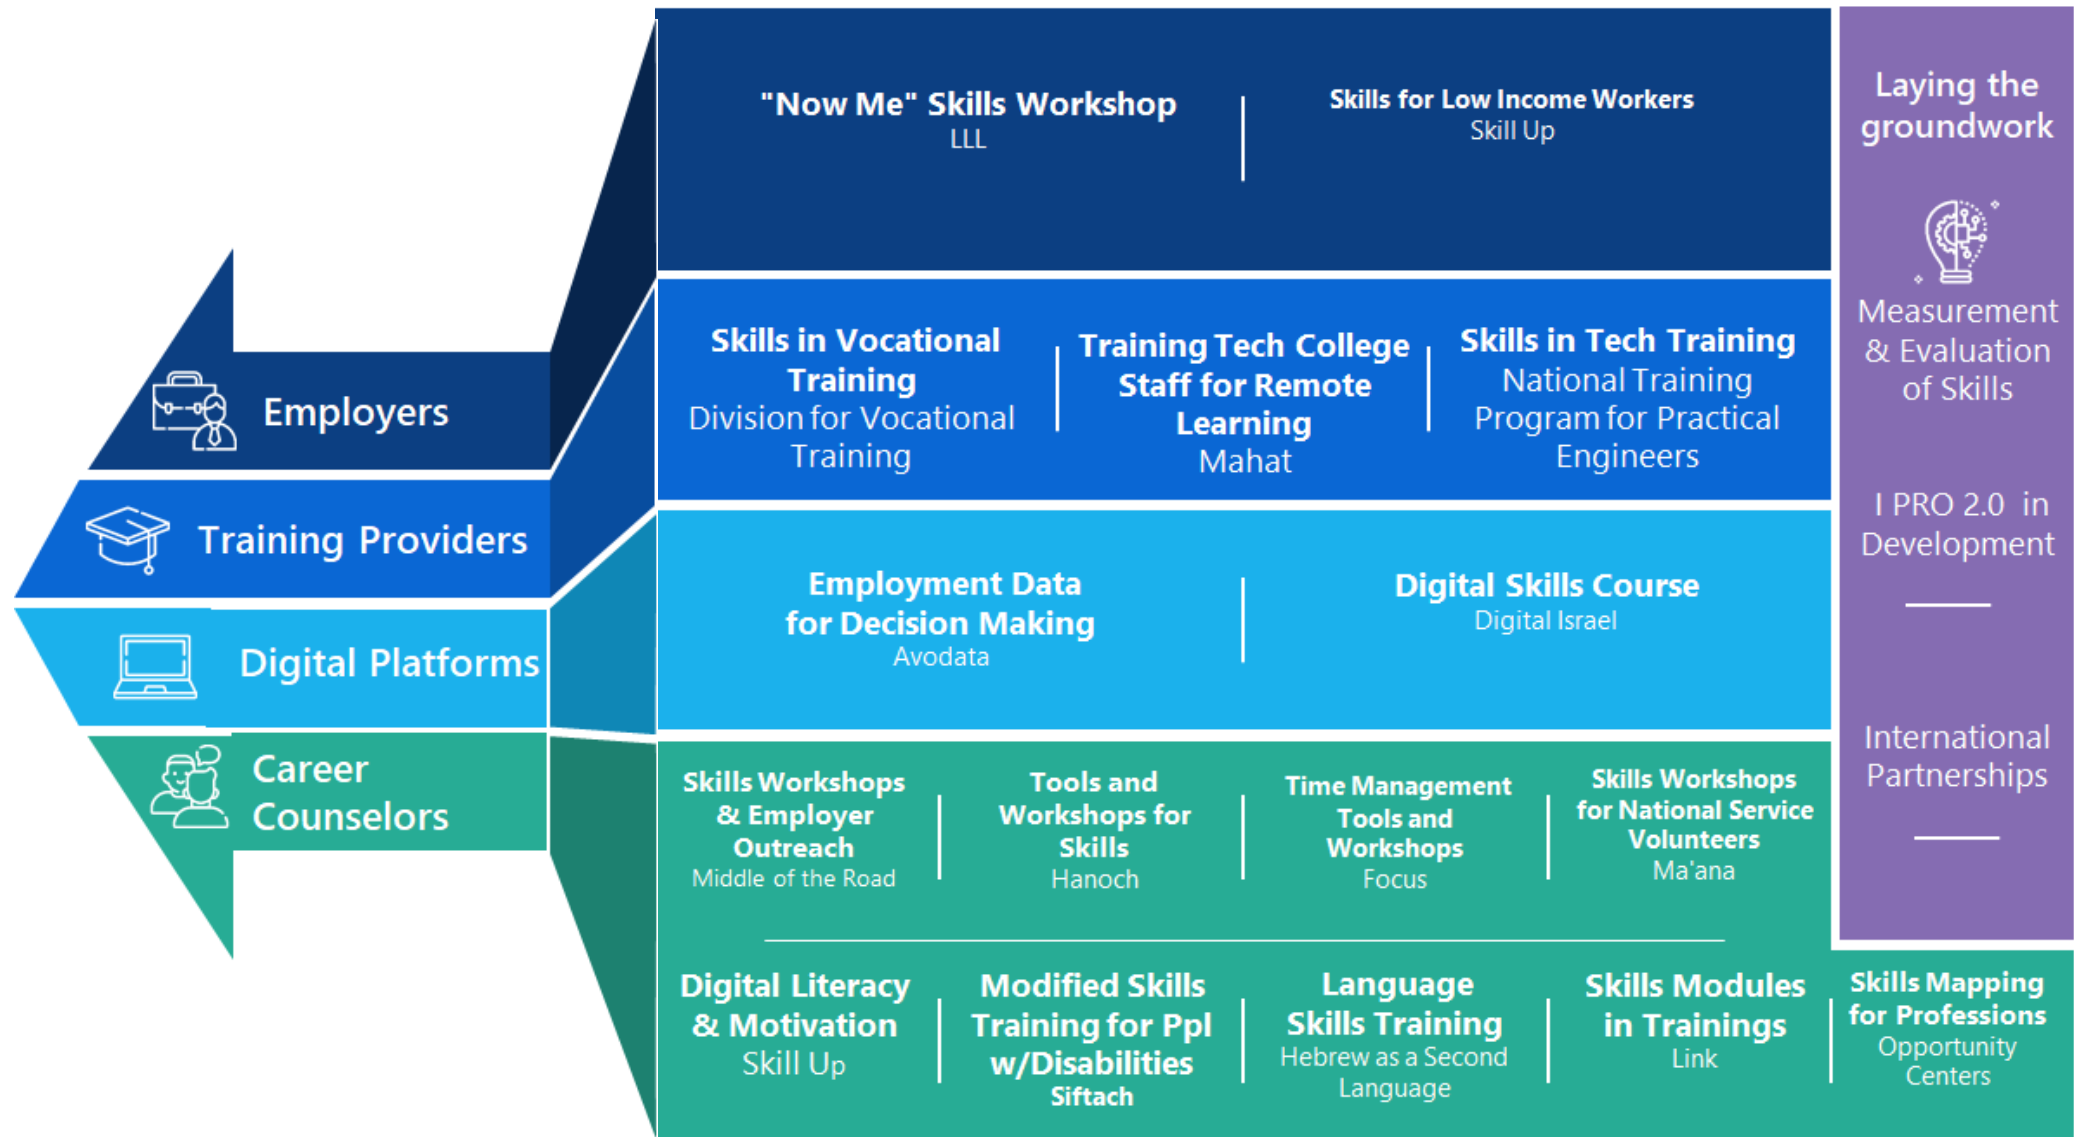 "Now Me" Skills Workshop
LLL
Skills for Low Income Workers
Skill Up
Laying the
groundwork
Measurement
& Evaluation
of Skills
I PRO 2.0 in
Development
International
Partnerships
Employers
Training Providers
Digital Platforms
Career
Counselors
Skills in Vocational
Training
Division for Vocational
Training
Training Tech College
Staff for Remote
Learning
Mahat
Skills in Tech Training
National Training
Program for Practical
Engineers
Employment Data
for Decision Making
Avodata
Digital Skills Course
Digital Israel
Skills Workshops
& Employer
Outreach
Middle of the Road
Tools and
Workshops for
Skills
Hanoch
Time Management
Tools and
Workshops
Focus
Skills Workshops
for National Service
Volunteers
Ma'ana
Digital Literacy
& Motivation
Skill Up
Modified Skills
Training for Ppl
w/Disabilities
Siftach
Language
Skills Training
Hebrew as a Second
Language
Skills Modules
in Trainings
Link
Skills Mapping
for Professions
Opportunity
Centers